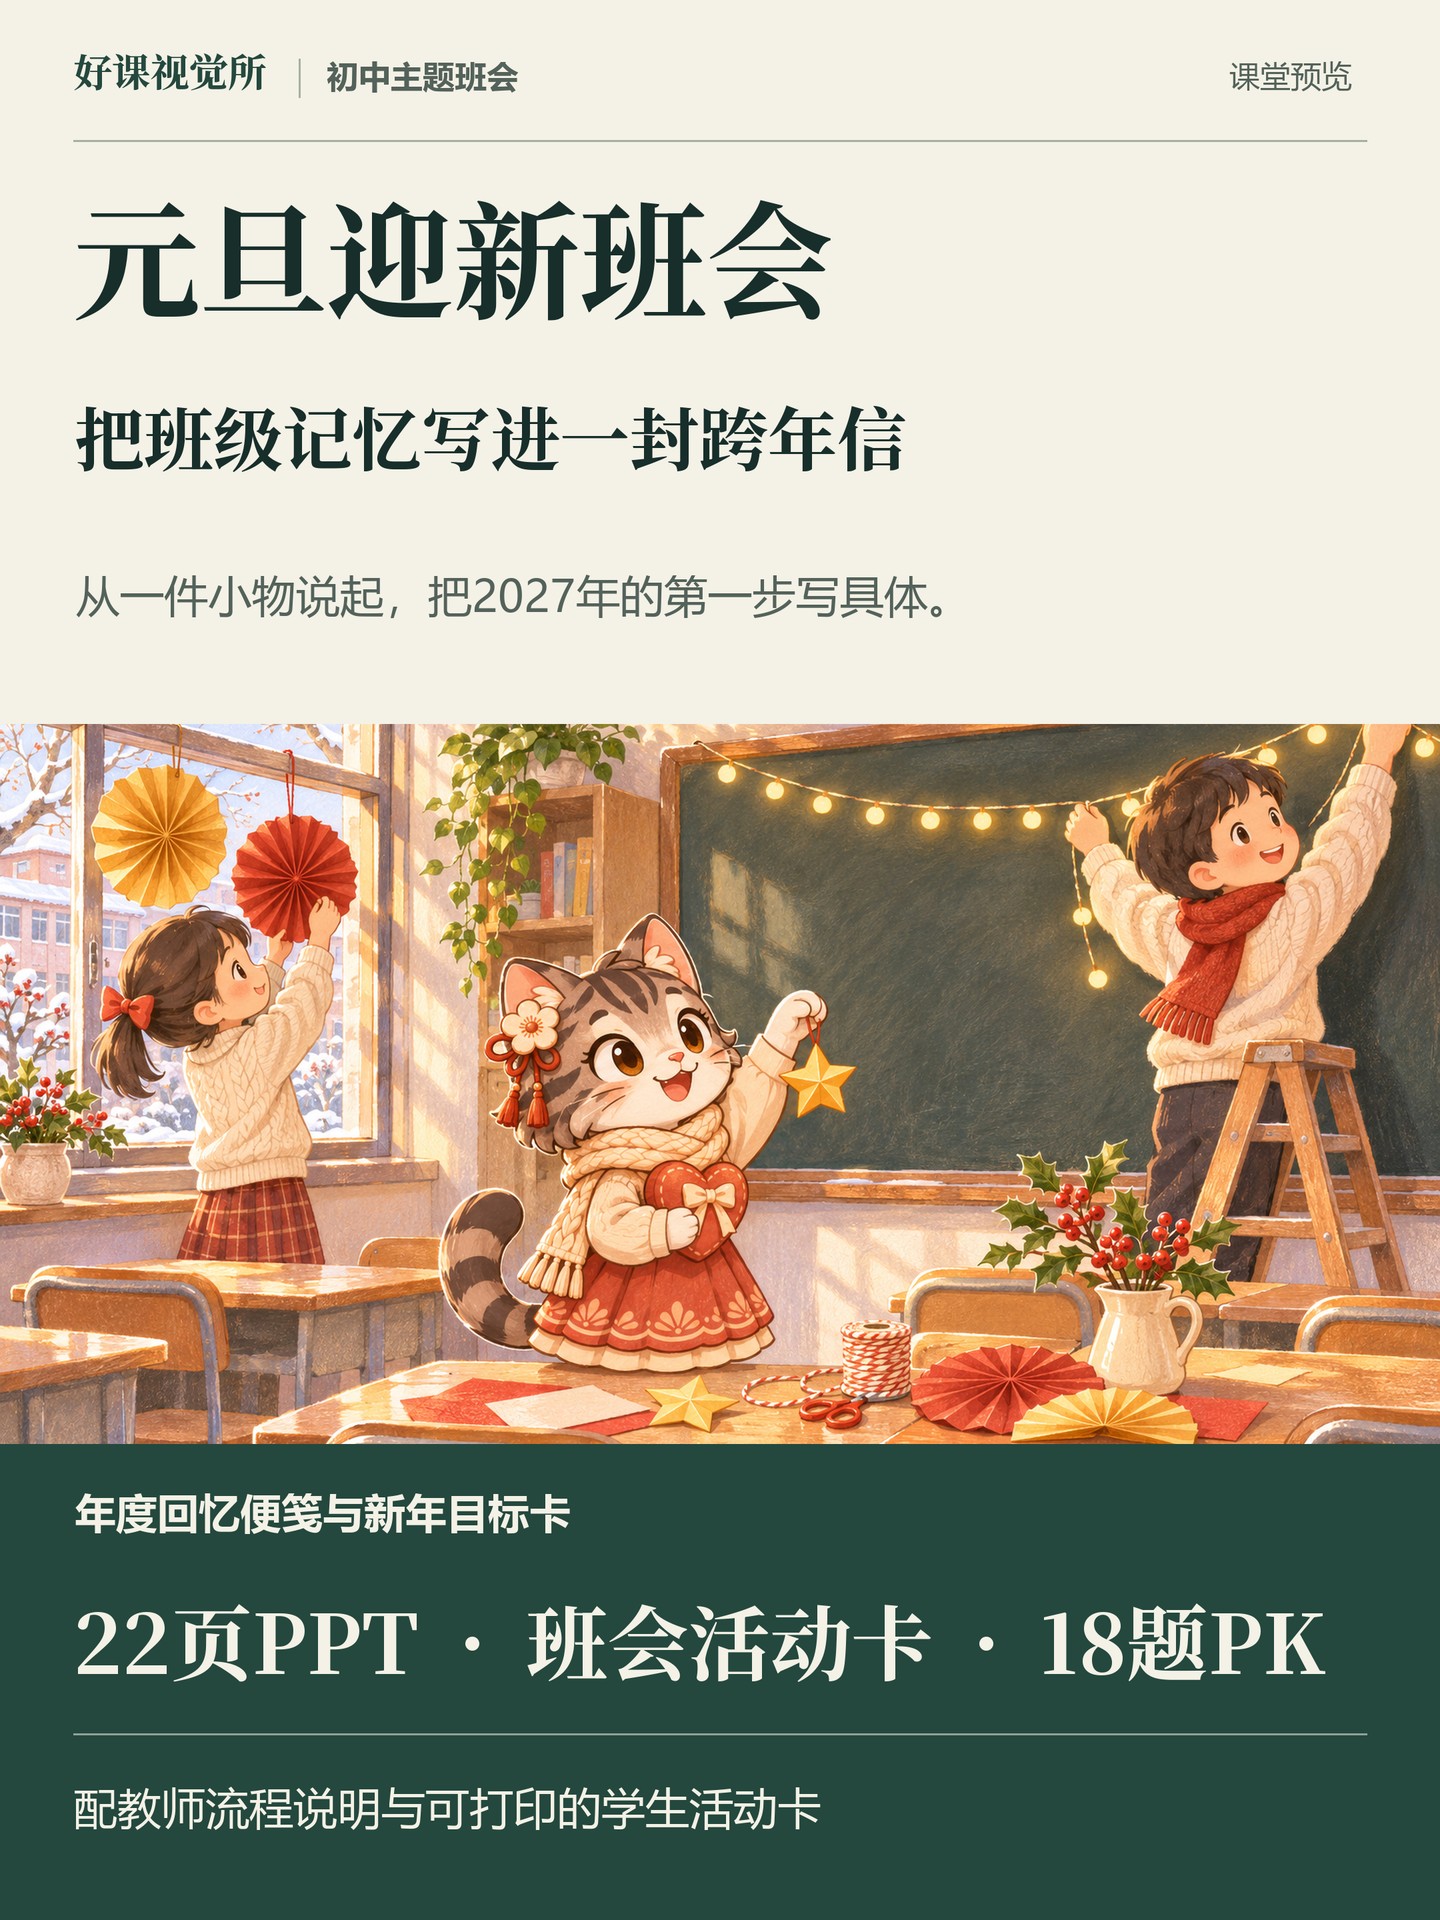 好课视觉所 初中主题班会 课堂预览
元旦迎新班会
把班级记忆写进一封跨年信
从一件小物说起，把2027年的第一步写具体。
年度回忆便笺与新年目标卡
22页PPT · 班会活动卡 · 18题PK
配教师流程说明与可打印的学生活动卡